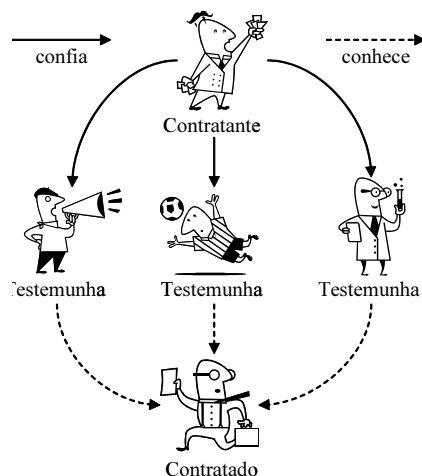 confia
conhece
Contratante
Testemunha
Testemunha
Testemunha
Contratado